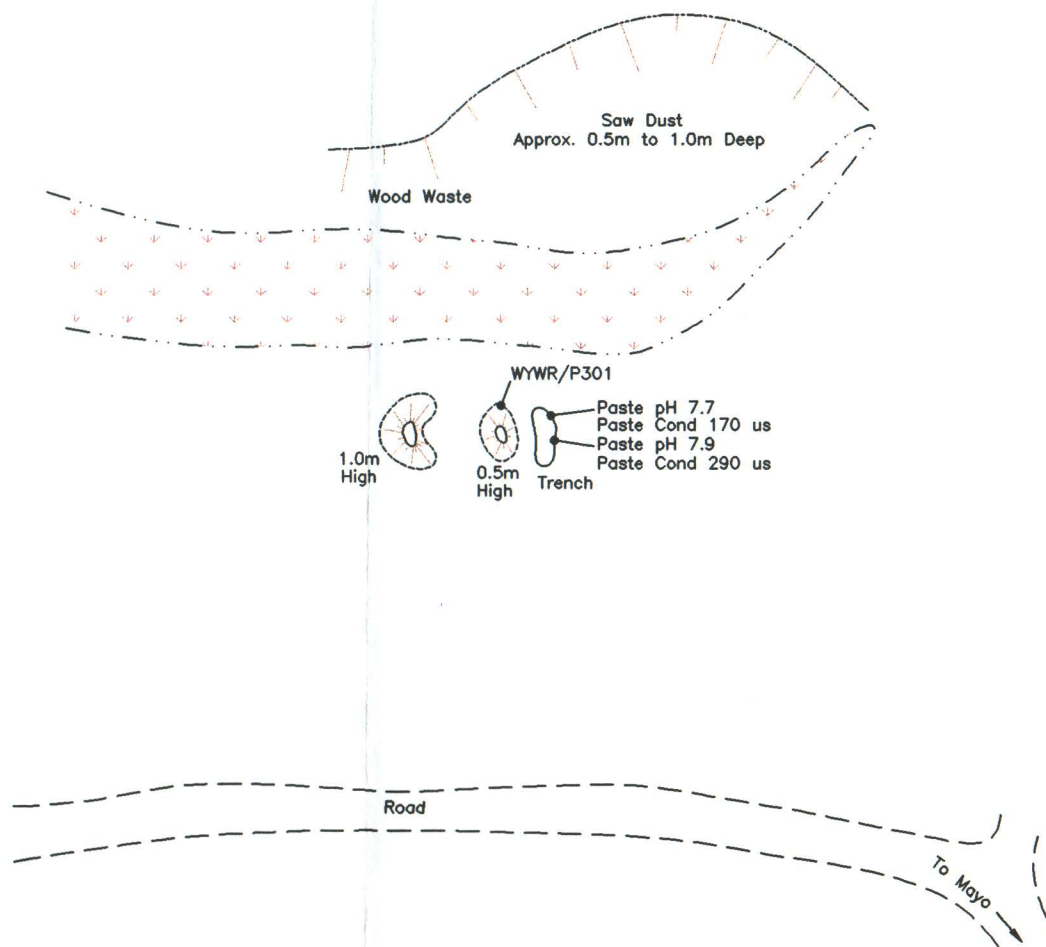 Saw Dust
Approx. 0.5m to 1.0m Deep
Wood Waste
WYWR/P301
Paste pH 7.7
Paste Cond 170 us
Paste pH 7.9
Paste Cond 290 us
1.0m
High
0.5m
High
Trench
Road
To Mayo